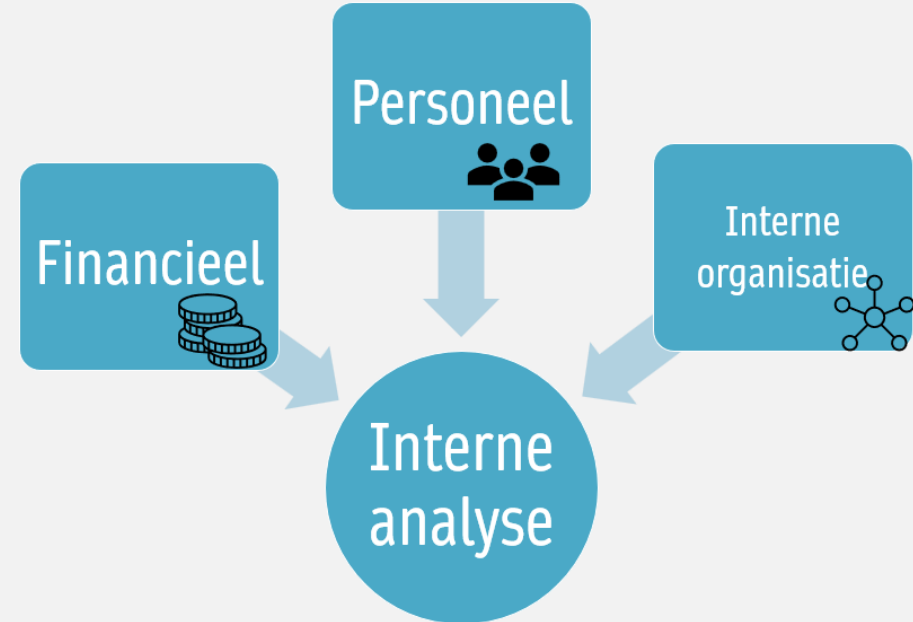 Financieel
Personeel
Interne
organisatie
Interne
analyse